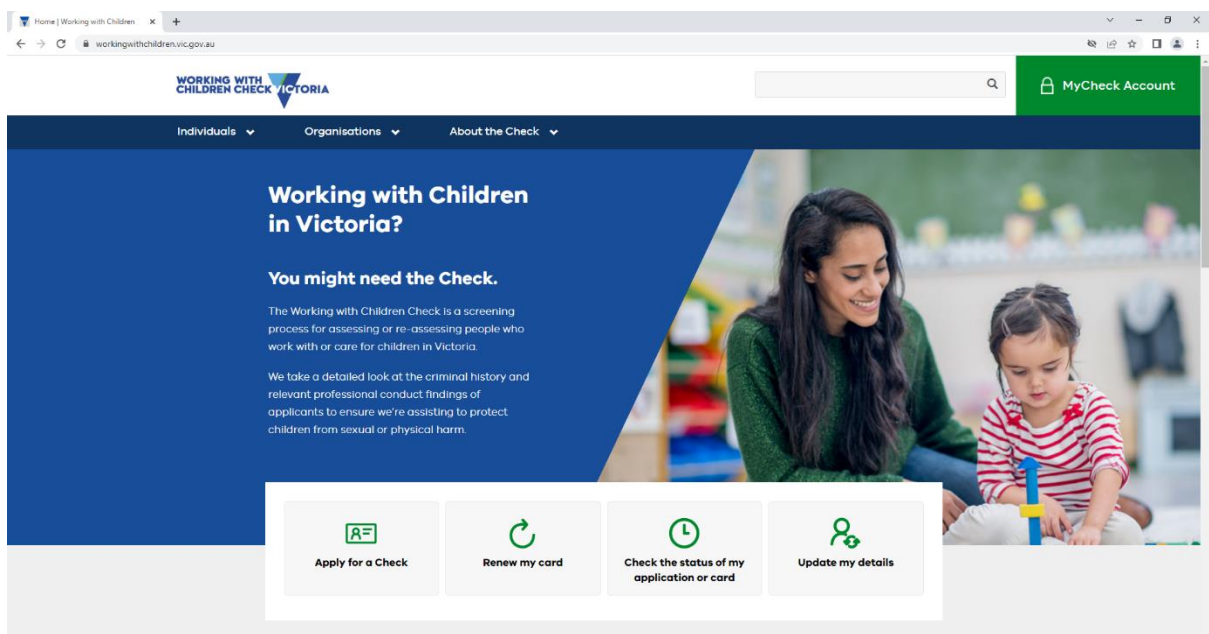 Home | Working with Children
workingwithchildren.vic.gov.au
WORKING WITH
CHILDREN CHECK VICTORIA
MyCheck Account
Individuals
Organisations
About the Check
Working with Children
in Victoria?
You might need the Check.
The Working with Children Check is a screening
process for assessing or re-assessing people who
work with or care for children in Victoria.
We take a detailed look at the criminal history and
relevant professional conduct findings of
applicants to ensure we're assisting to protect
children from sexual or physical harm.
Apply for a Check
Renew my card
Check the status of my
application or card
Update my details